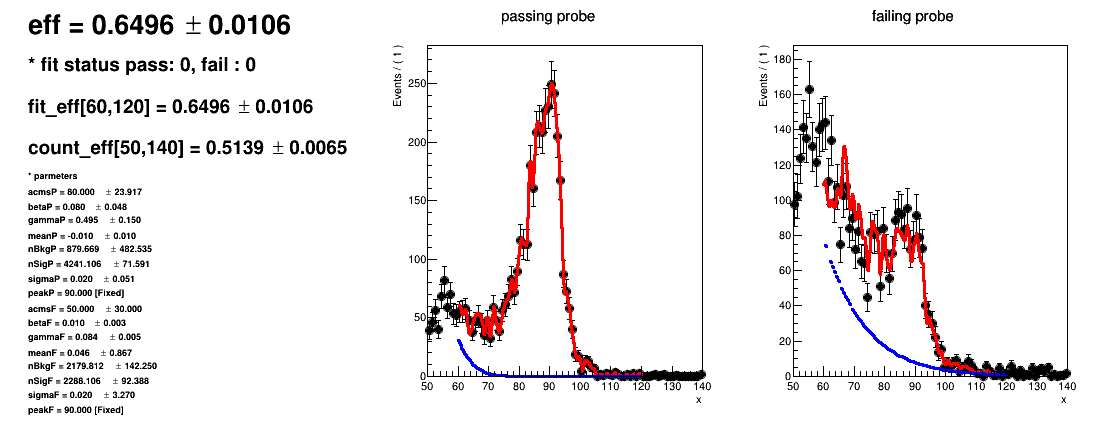 eff = 0.6496 ± 0.0106
* fit status pass: 0, fail : 0
fit_eff[60,120] = 0.6496 ± 0.0106
count_eff[50,140] = 0.5139 ± 0.0065
* parmeters
acmsP = 80.000 ± 23.917
betaP = 0.080 ± 0.048
gammaP = 0.495 ± 0.150
meanP = -0.010 ± 0.010
nBkgP = 879.669 ± 482.535
nSigP = 4241.106 ± 71.591
sigmaP = 0.020 ± 0.051
peakP = 90.000 [Fixed]
acmsF = 50.000 ± 30.000
betaF = 0.010 ± 0.003
gammaF = 0.084 ± 0.005
meanF = 0.046 ± 0.867
nBkgF = 2179.812 ± 142.250
nSigF = 2288.106 ± 92.388
sigmaF = 0.020 ± 3.270
peakF = 90.000 [Fixed]
passing probe
Events / ( 1 )
250
200
150
100
50
0
50 60 70 80 90 100 110 120 130 140
x
failing probe
Events / ( 1 )
180
160
140
120
100
80
60
40
20
0
50 60 70 80 90 100 110 120 130 140
x